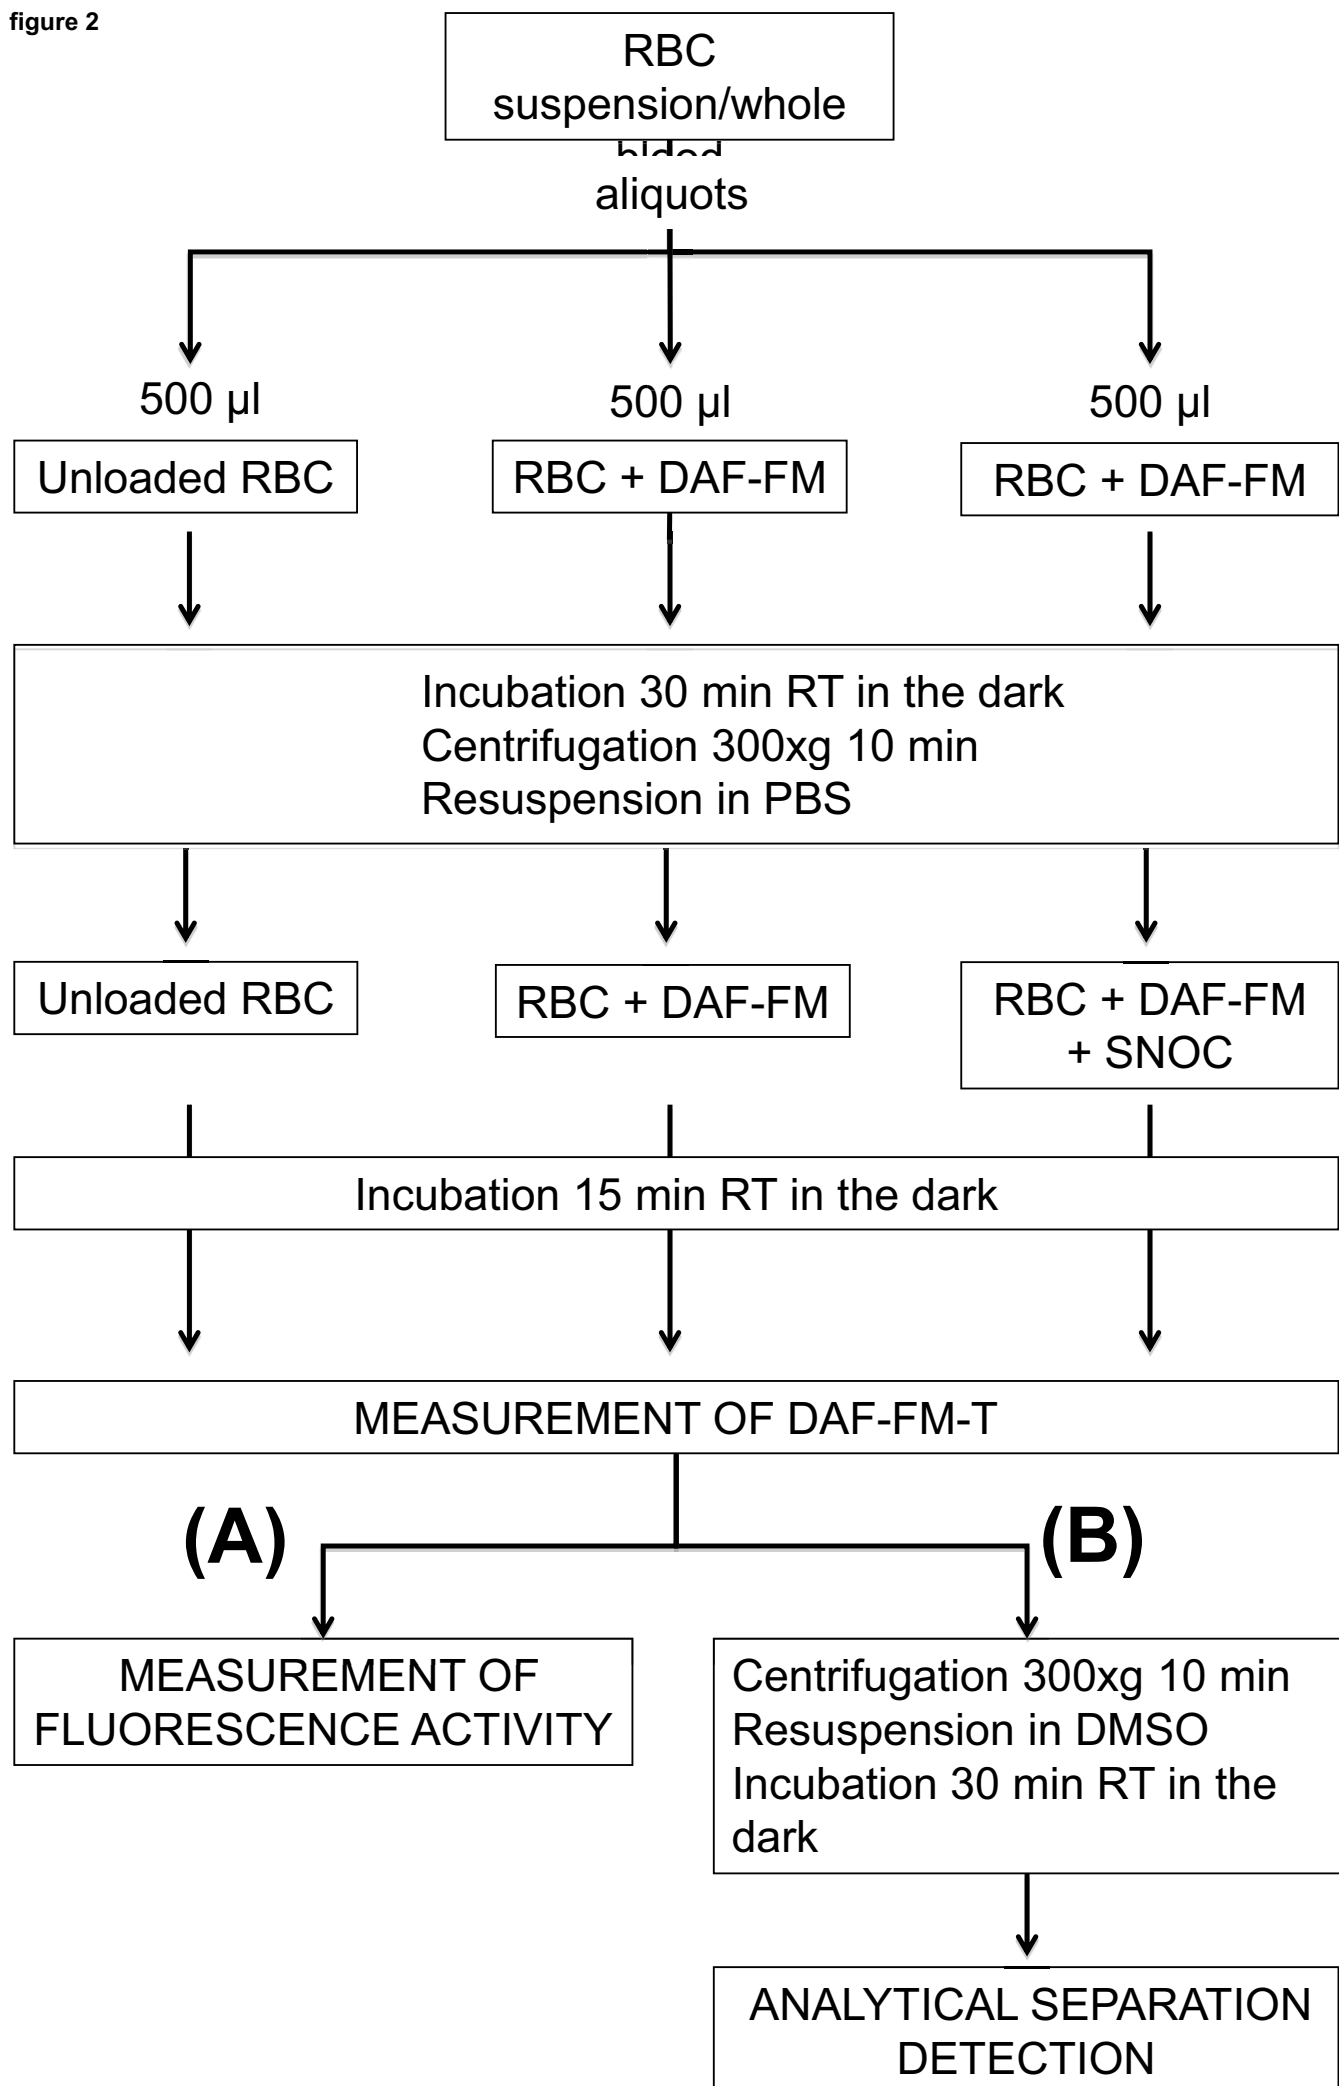 figure 2
RBC
suspension/whole
blood
aliquots
500 µl
500 µl
500 µl
Unloaded RBC
RBC + DAF-FM
RBC + DAF-FM
Incubation 30 min RT in the dark
Centrifugation 300xg 10 min
Resuspension in PBS
Unloaded RBC
RBC + DAF-FM
RBC + DAF-FM
+ SNOC
Incubation 15 min RT in the dark
MEASUREMENT OF DAF-FM-T
(A)
(B)
MEASUREMENT OF
FLUORESCENCE ACTIVITY
Centrifugation 300xg 10 min
Resuspension in DMSO
Incubation 30 min RT in the
dark
ANALYTICAL SEPARATION
DETECTION